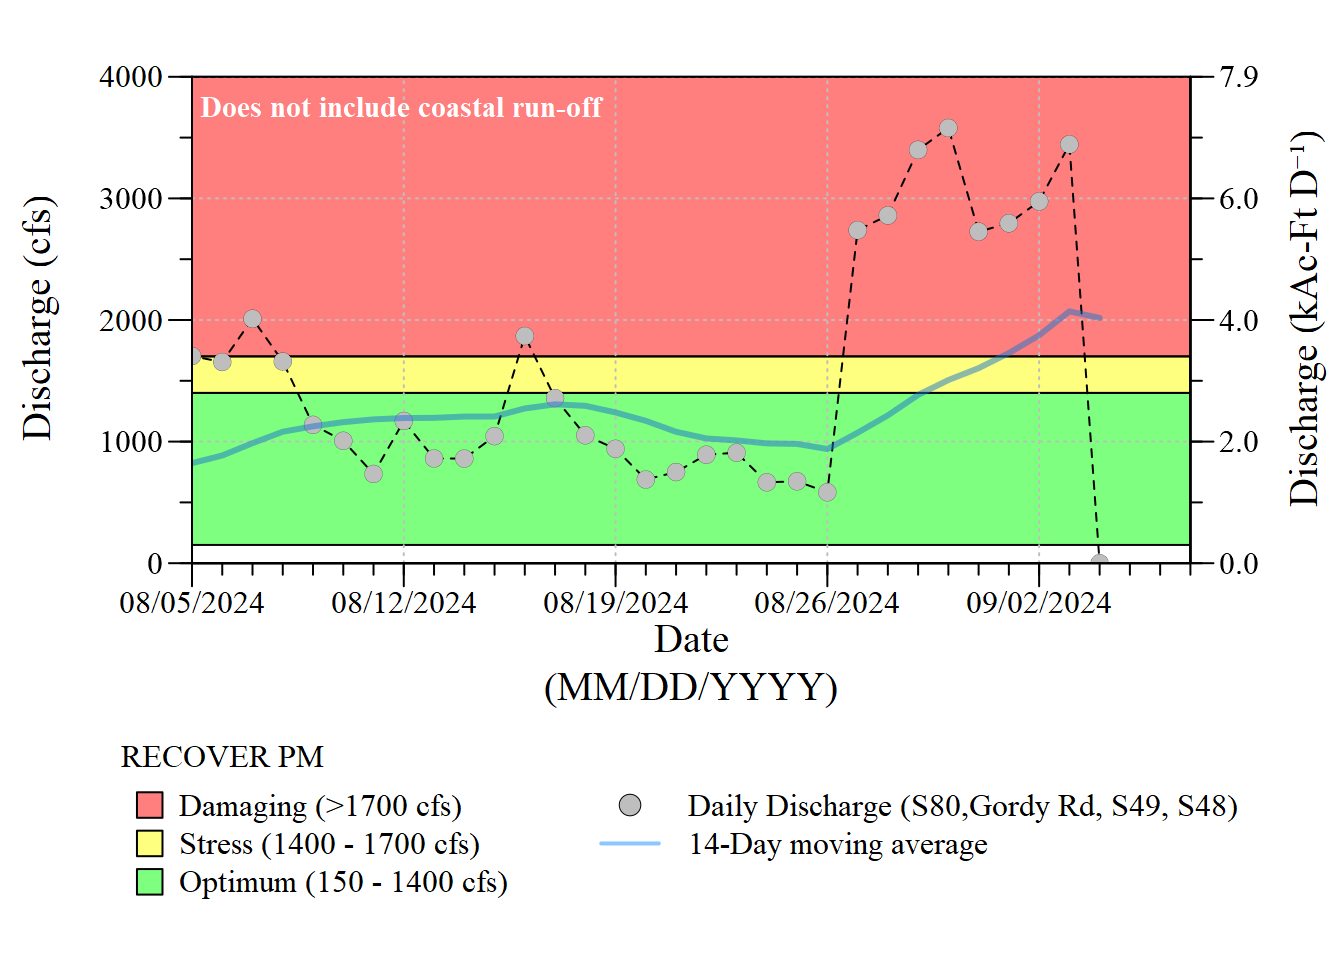 4000
3000
2000
1000
0
Discharge (cfs)
Does not include coastal run-off
7.9
6.0
4.0
2.0
0.0
Discharge (kAc-Ft D⁻¹)
08/05/2024
08/12/2024
08/19/2024
08/26/2024
09/02/2024
Date
(MM/DD/YYYY)
RECOVER PM
Damaging (>1700 cfs)
Stress (1400 - 1700 cfs)
Optimum (150 - 1400 cfs)
Daily Discharge (S80,Gordy Rd, S49, S48)
14-Day moving average